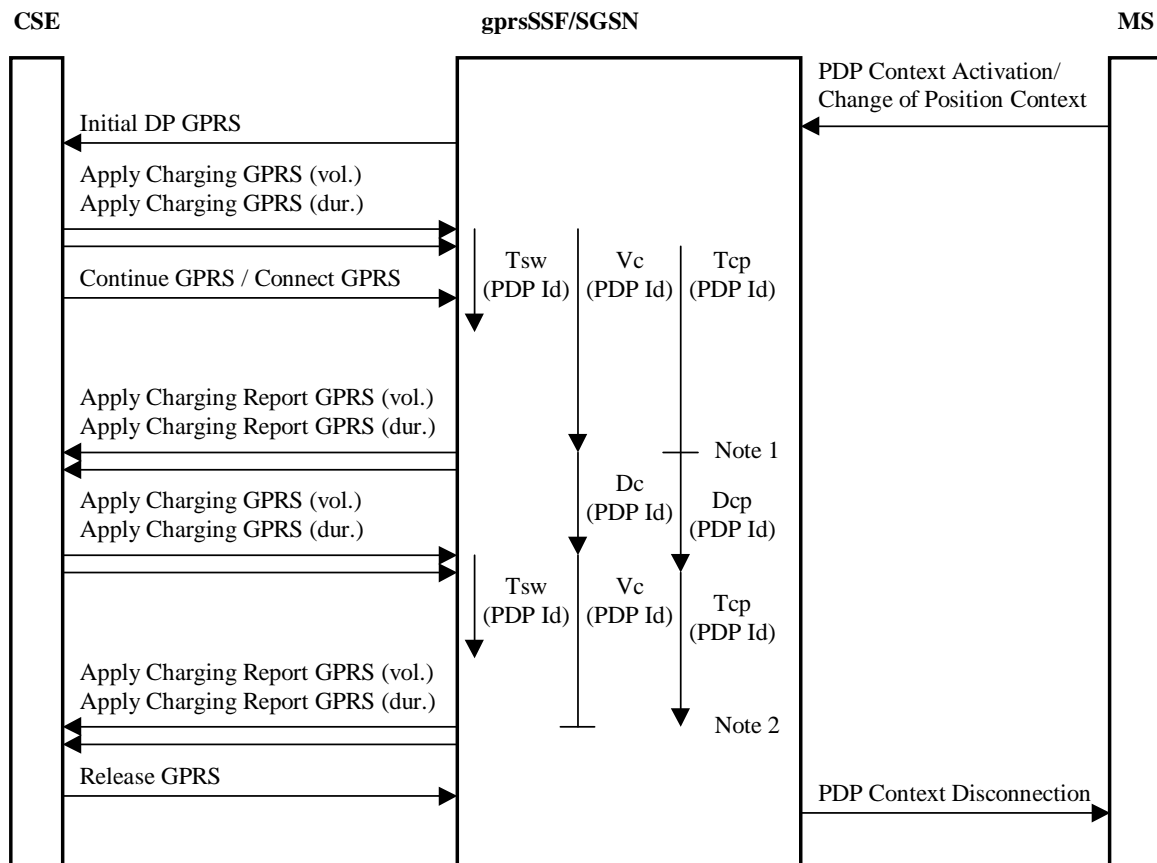 CSE
gprsSSF/SGSN
MS
PDP Context Activation/
Change of Position Context
Initial DP GPRS
Apply Charging GPRS (vol.)
Apply Charging GPRS (dur.)
Tsw
(PDP Id)
Vc
(PDP Id)
Tcp
(PDP Id)
Continue GPRS / Connect GPRS
Apply Charging Report GPRS (vol.)
Apply Charging Report GPRS (dur.)
Note 1
Dc
(PDP Id)
Dcp
(PDP Id)
Apply Charging GPRS (vol.)
Apply Charging GPRS (dur.)
Tsw
(PDP Id)
Vc
(PDP Id)
Tcp
(PDP Id)
Apply Charging Report GPRS (vol.)
Apply Charging Report GPRS (dur.)
Note 2
Release GPRS
PDP Context Disconnection